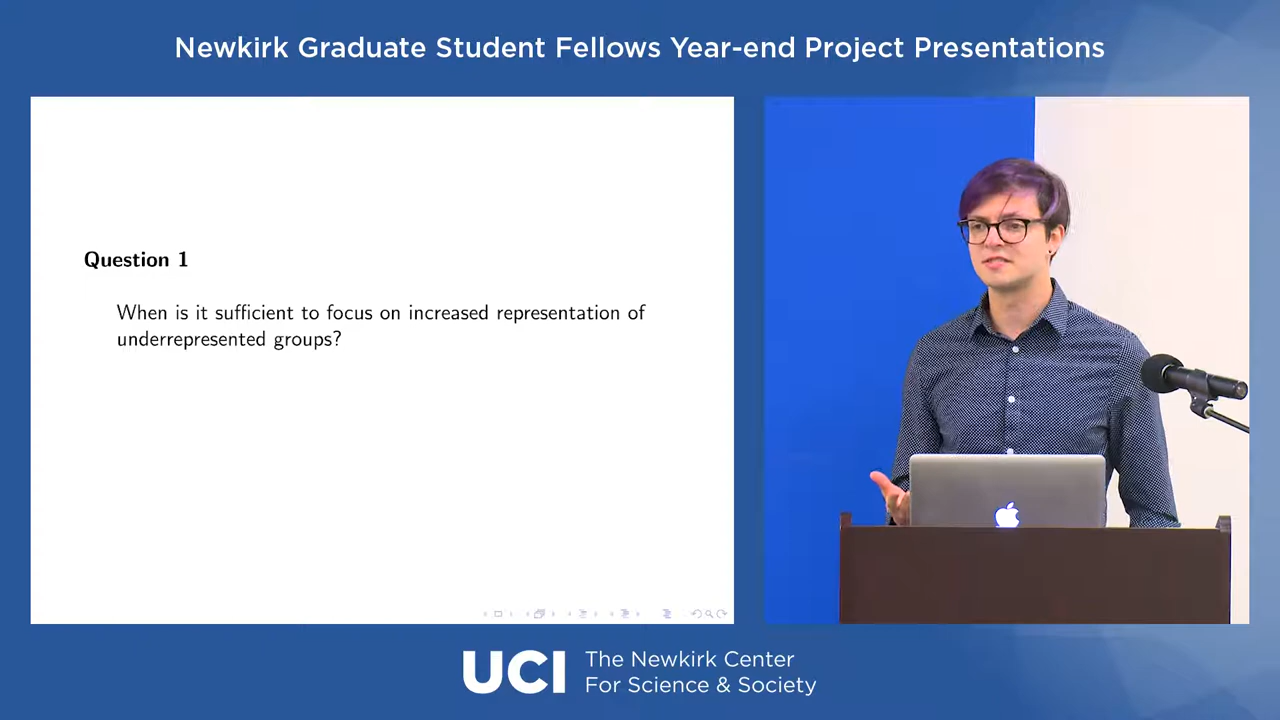 Newkirk Graduate Student Fellows Year-end Project Presentations
Question 1
When is it sufficient to focus on increased representation of
underrepresented groups?
UCI
The Newkirk Center
For Science & Society